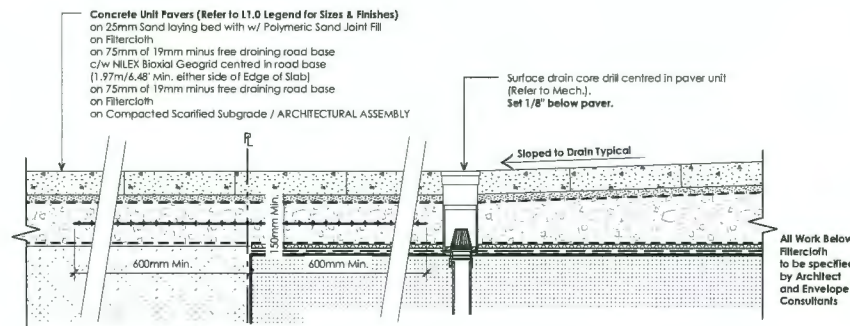 Concrete Unit Pavers (Refer to L1.0 Legend for Sizes & Finishes)
on 25mm Sand laying bed with w/ Polymeric Sand Joint Fill
on Filtercloth
on 75mm of 19mm minus free draining road base
c/w NILEX Bioxial Geogrid centred in road base
(1.97m/6.48' Min. either side of Edge of Slab)
on 75mm of 19mm minus free draining road base
on Filtercloth
on Compacted Scarified Subgrade / ARCHITECTURAL ASSEMBLY
Surface drain core drill centred in paver unit
(Refer to Mech.).
Set 1/8" below paver.
PL
Sloped to Drain Typical
150mm Min.
600mm Min.
600mm Min.
All Work Below
Filtercloth
to be specified
by Architect
and Envelope
Consultants